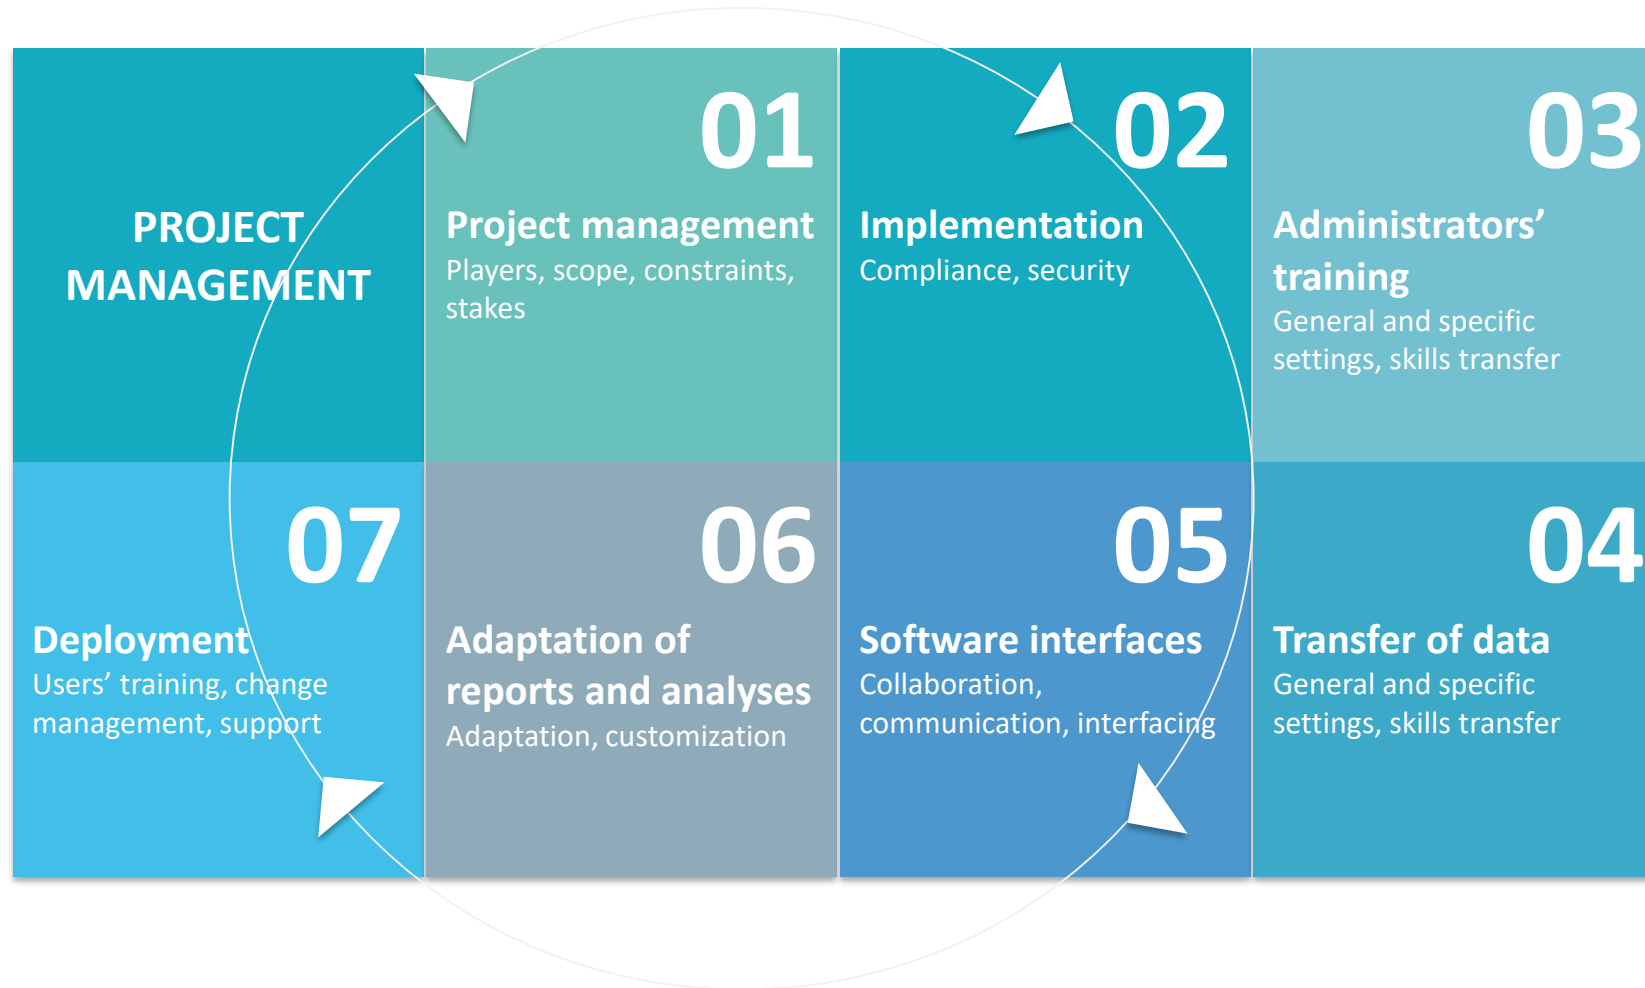 PROJECT
MANAGEMENT
01
Project management
Players, scope, constraints,
stakes
02
Implementation
Compliance, security
03
Administrators’
training
General and specific
settings, skills transfer
07
Deployment
Users’ training, change
management, support
06
Adaptation of
reports and analyses
Adaptation, customization
05
Software interfaces
Collaboration,
communication, interfacing
04
Transfer of data
General and specific
settings, skills transfer